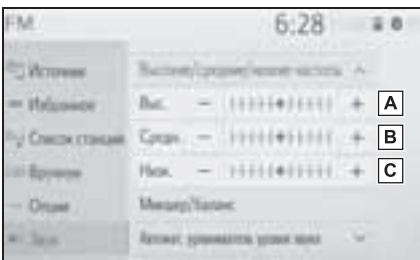 FM 6:28
Источник
Высокие/средние/низкие частоты
Избранное Выс. − + A
Список станций Средн. − + B
Вручную Низк. − + C
Опции Микшер/баланс
Звук Автомат. уровня звука